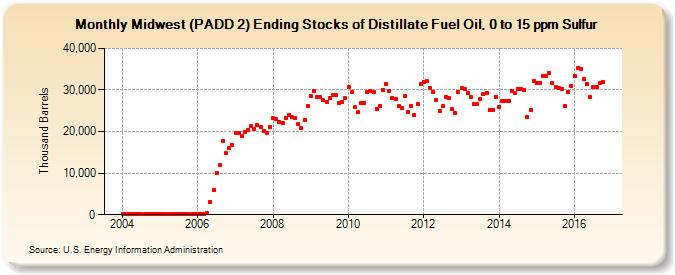 Monthly Midwest (PADD 2) Ending Stocks of Distillate Fuel Oil, 0 to 15 ppm Sulfur
Thousand Barrels
40,000
30,000
20,000
10,000
0
2004 2006 2008 2010 2012 2014 2016
Source: U.S. Energy Information Administration